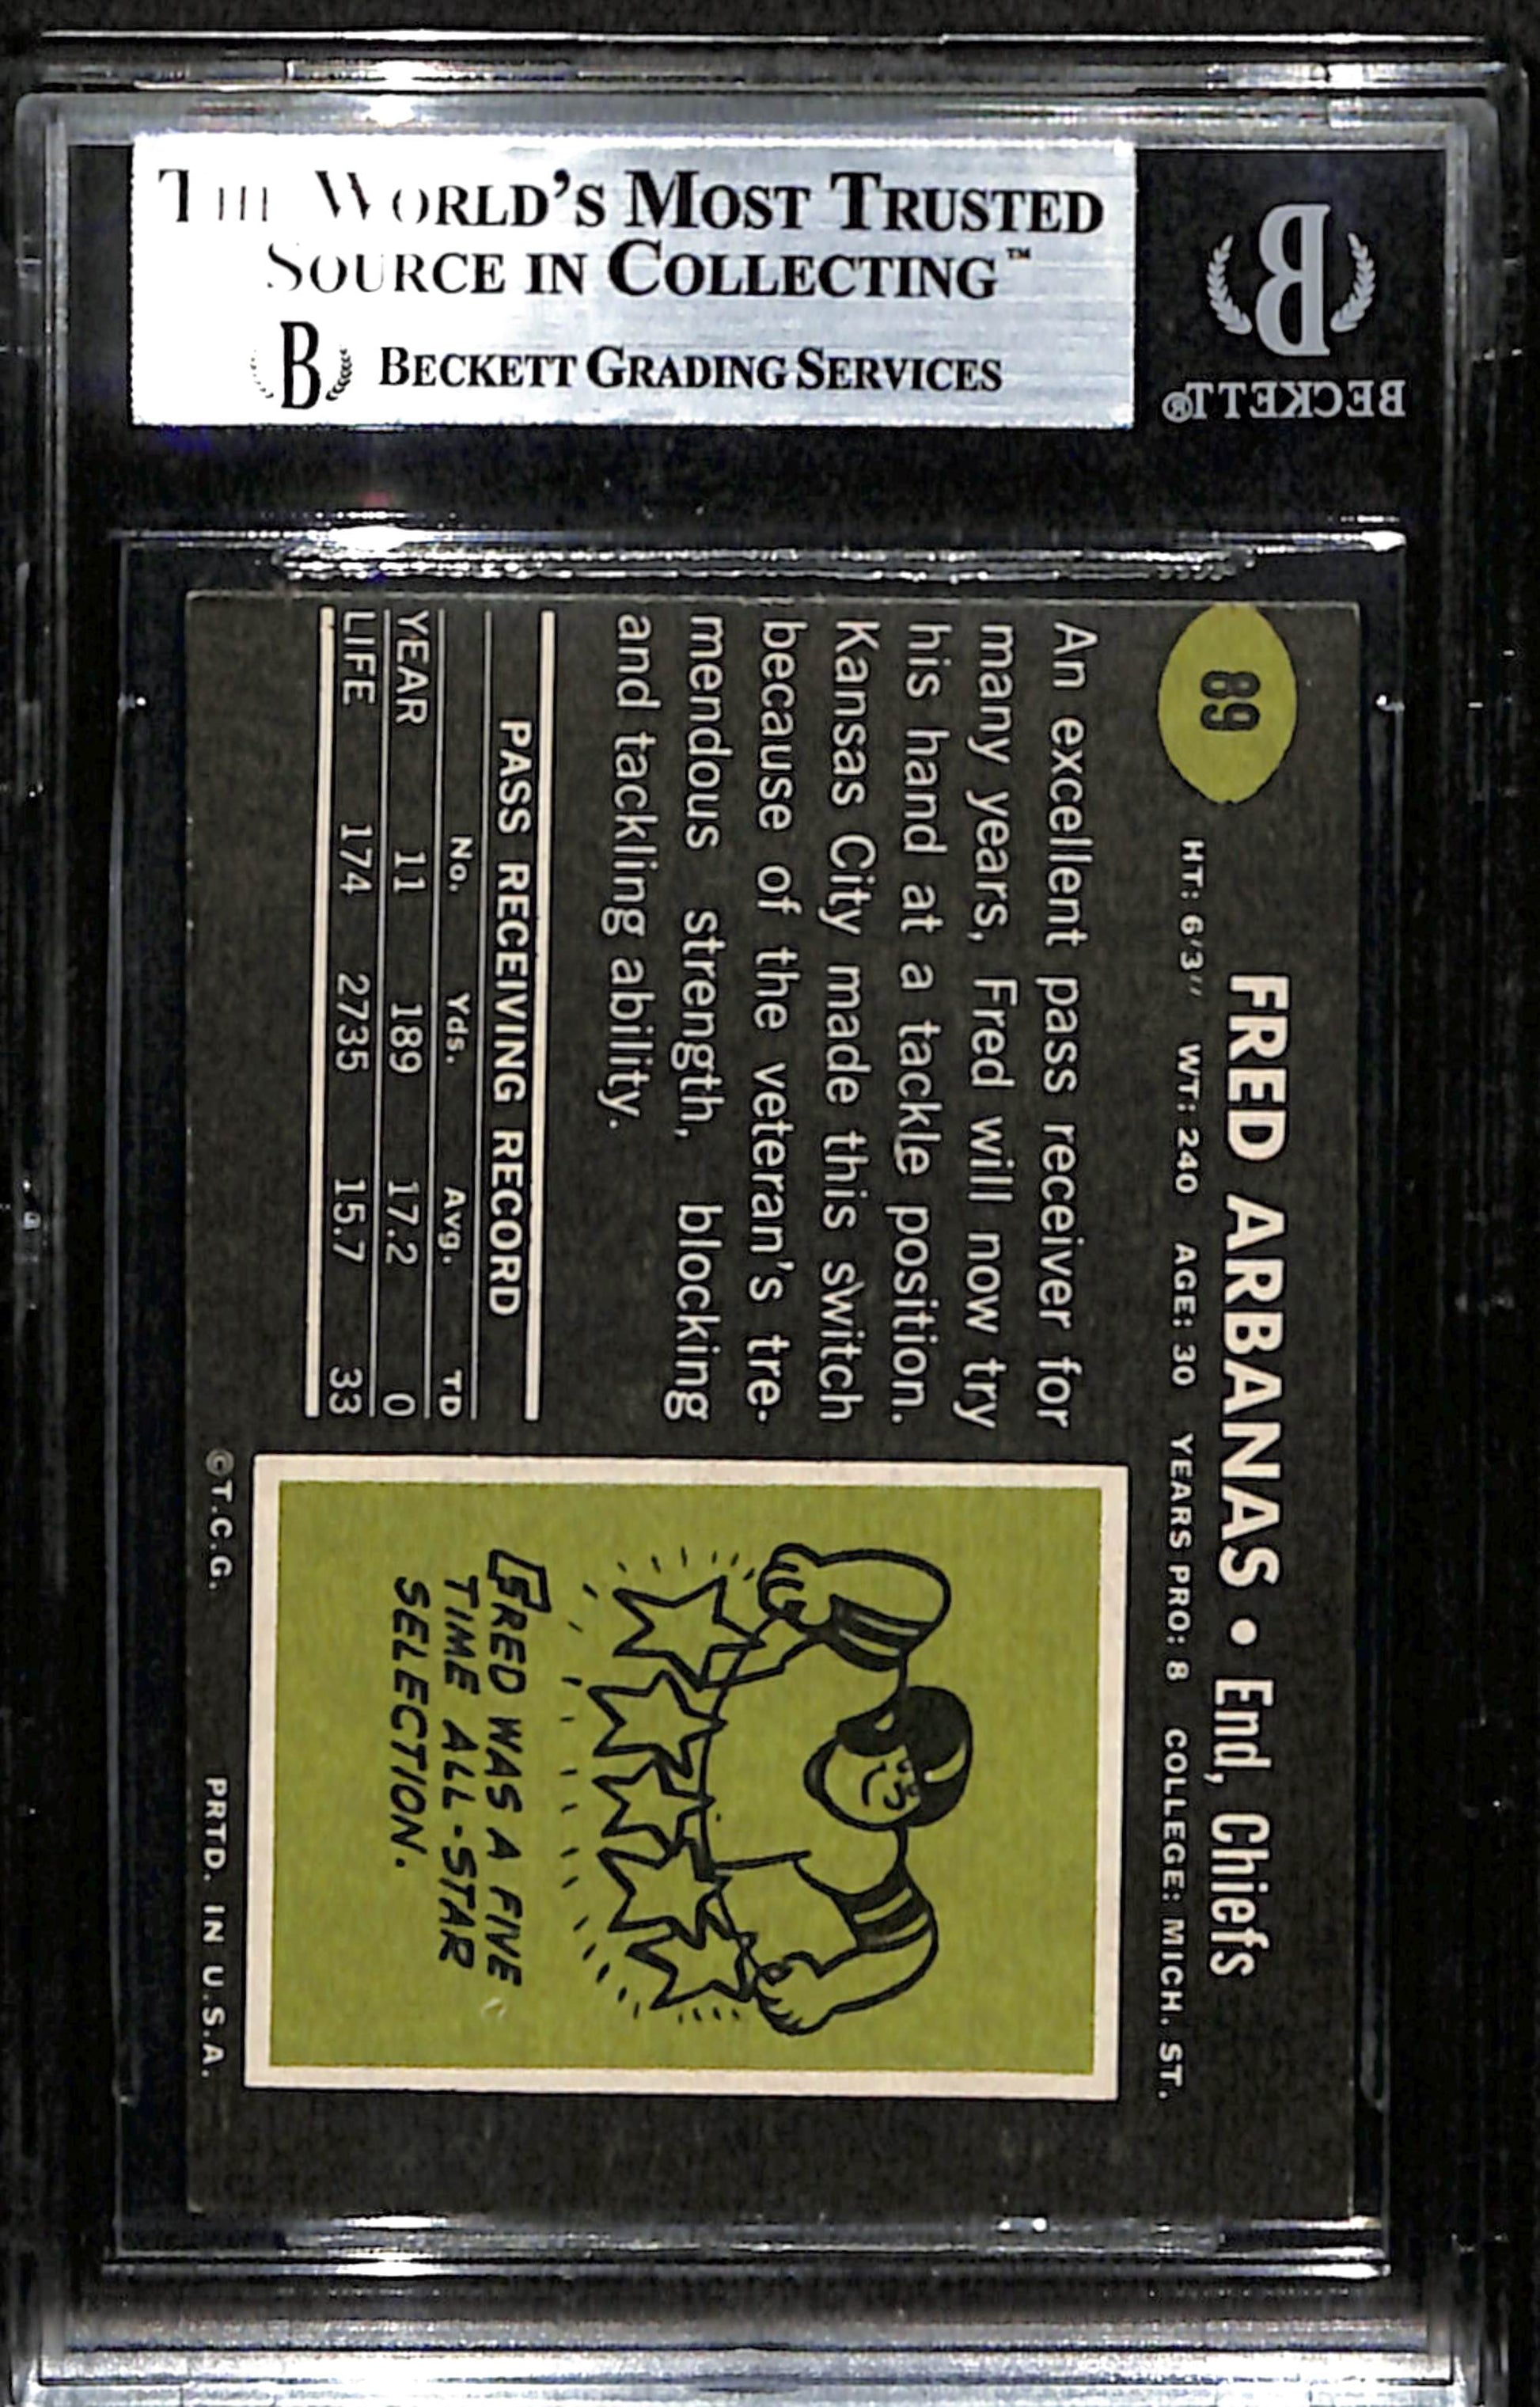 THE WORLD'S MOST TRUSTED
SOURCE IN COLLECTING™
B BECKETT GRADING SERVICES
B
BECKETT®
89
FRED ARBANAS • End, Chiefs
HT: 6'3" WT: 240 AGE: 30 YEARS PRO: 8 COLLEGE: MICH. ST.
An excellent pass receiver for
many years, Fred will now try
his hand at a tackle position.
Kansas City made this switch
because of the veteran's tre-
mendous strength, blocking
and tackling ability.
PASS RECEIVING RECORD
No. Yds. Avg. TD
YEAR 11 189 17.2 0
LIFE 174 2735 15.7 33
FRED WAS A FIVE
TIME ALL-STAR
SELECTION.
©T.C.G. PRTD. IN U.S.A.